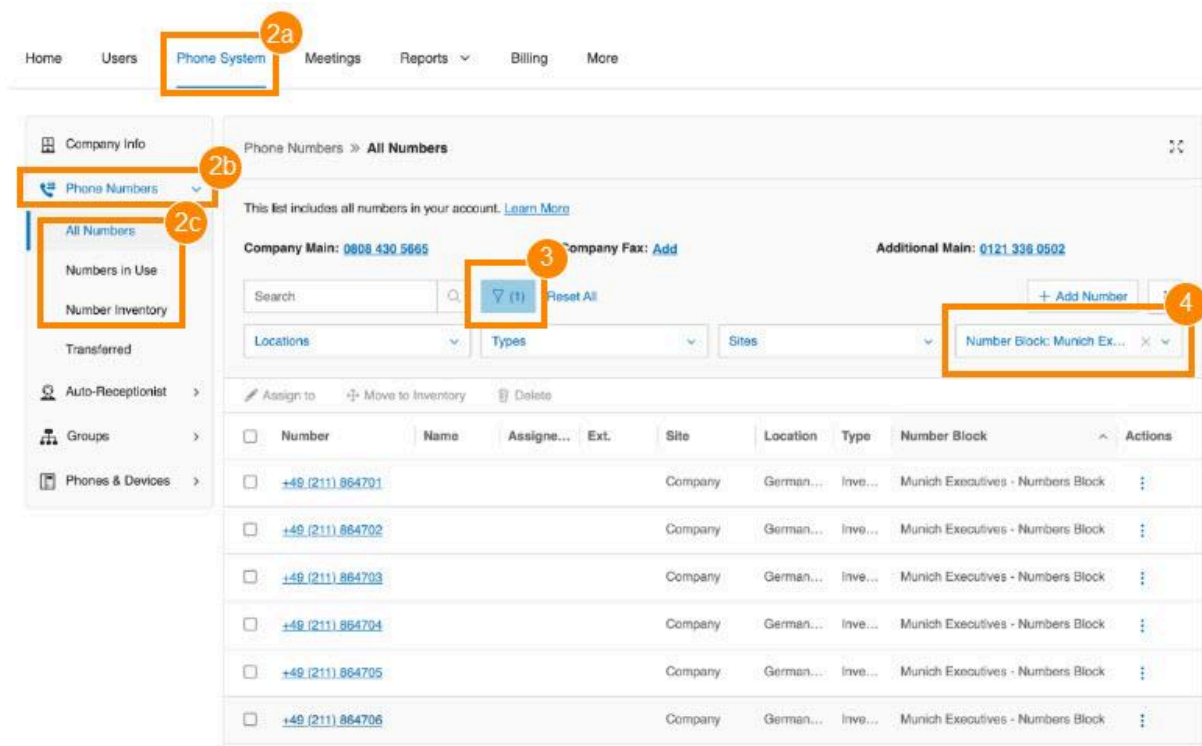 2a
Home Users Phone System Meetings Reports Billing More
Company Info
2b
Phone Numbers
2c
All Numbers
Numbers in Use
Number Inventory
Transferred
Auto-Receptionist
Groups
Phones & Devices
Phone Numbers » All Numbers
This list includes all numbers in your account. Learn More
Company Main: 0808 430 5665 Company Fax: Add Additional Main: 0121 336 0502
3
Search (1) Reset All + Add Number
4
Locations Types Sites Number Block: Munich Ex...
Assign to Move to Inventory Delete
Number Name Assigne... Ext. Site Location Type Number Block Actions
+49 (211) 864701 Company German... Inve... Munich Executives - Numbers Block
+49 (211) 864702 Company German... Inve... Munich Executives - Numbers Block
+49 (211) 864703 Company German... Inve... Munich Executives - Numbers Block
+49 (211) 864704 Company German... Inve... Munich Executives - Numbers Block
+49 (211) 864705 Company German... Inve... Munich Executives - Numbers Block
+49 (211) 864706 Company German... Inve... Munich Executives - Numbers Block